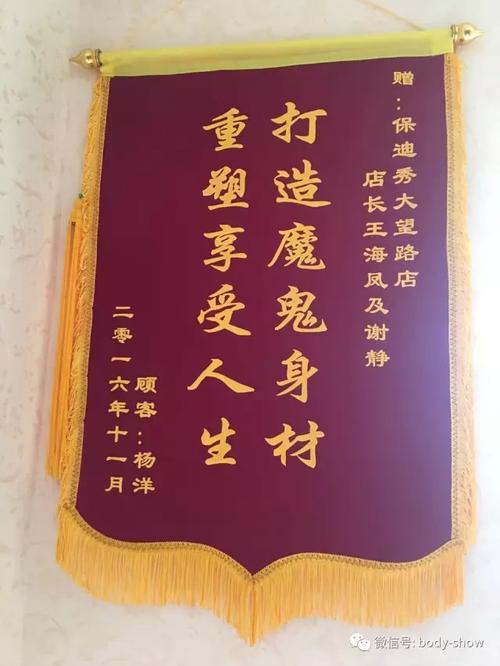 赠：保迪秀大望路店
店长王海凤及谢静
打造魔鬼身材
重塑享受人生
顾客：杨洋
二零一六年十一月
微信号: body-show